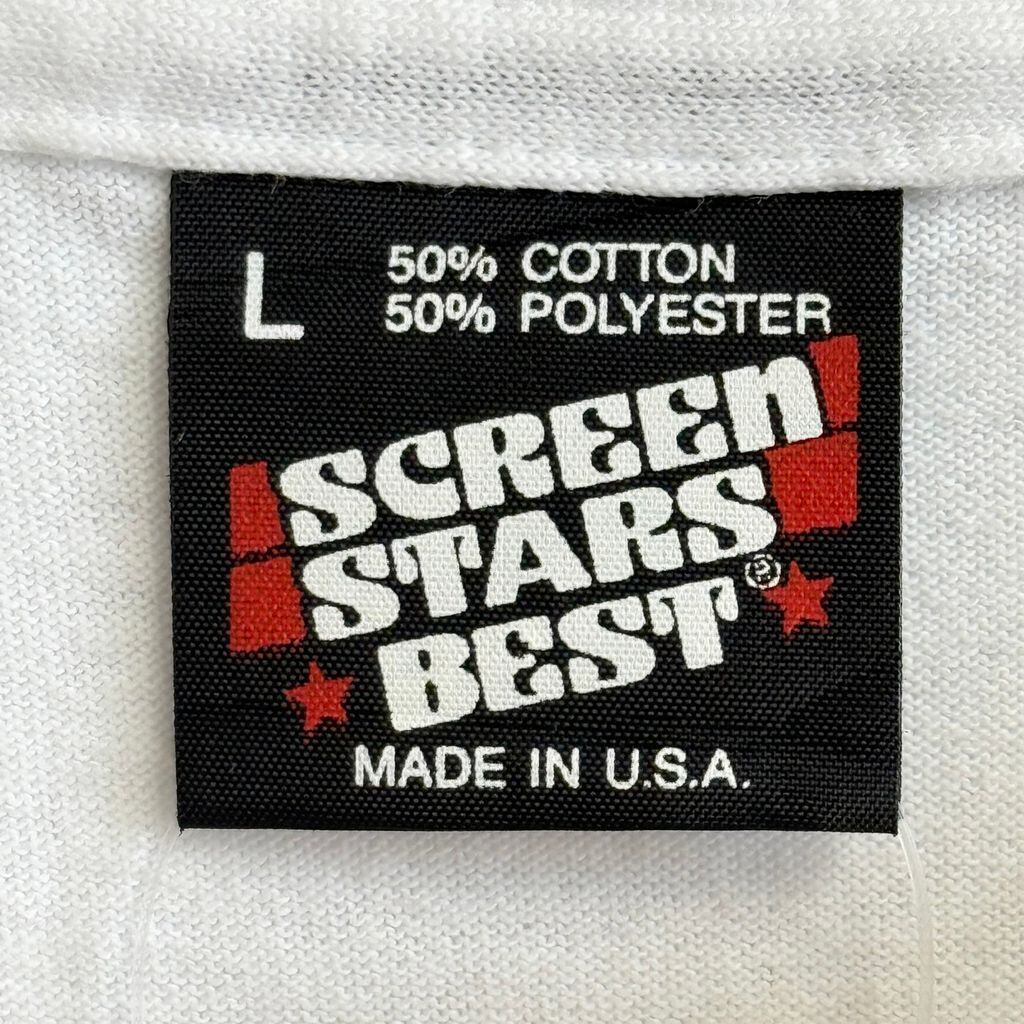 L
50% COTTON
50% POLYESTER
SCREEn
STARS
BEST®
MADE IN U.S.A.